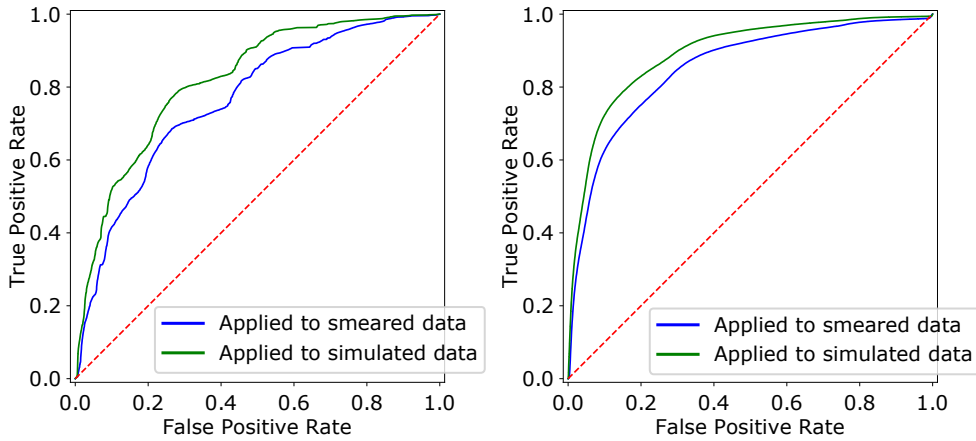 1.0
0.8
0.6
0.4
0.2
0.0
True Positive Rate
Applied to smeared data
Applied to simulated data
0.0 0.2 0.4 0.6 0.8 1.0
False Positive Rate
1.0
0.8
0.6
0.4
0.2
0.0
True Positive Rate
Applied to smeared data
Applied to simulated data
0.0 0.2 0.4 0.6 0.8 1.0
False Positive Rate